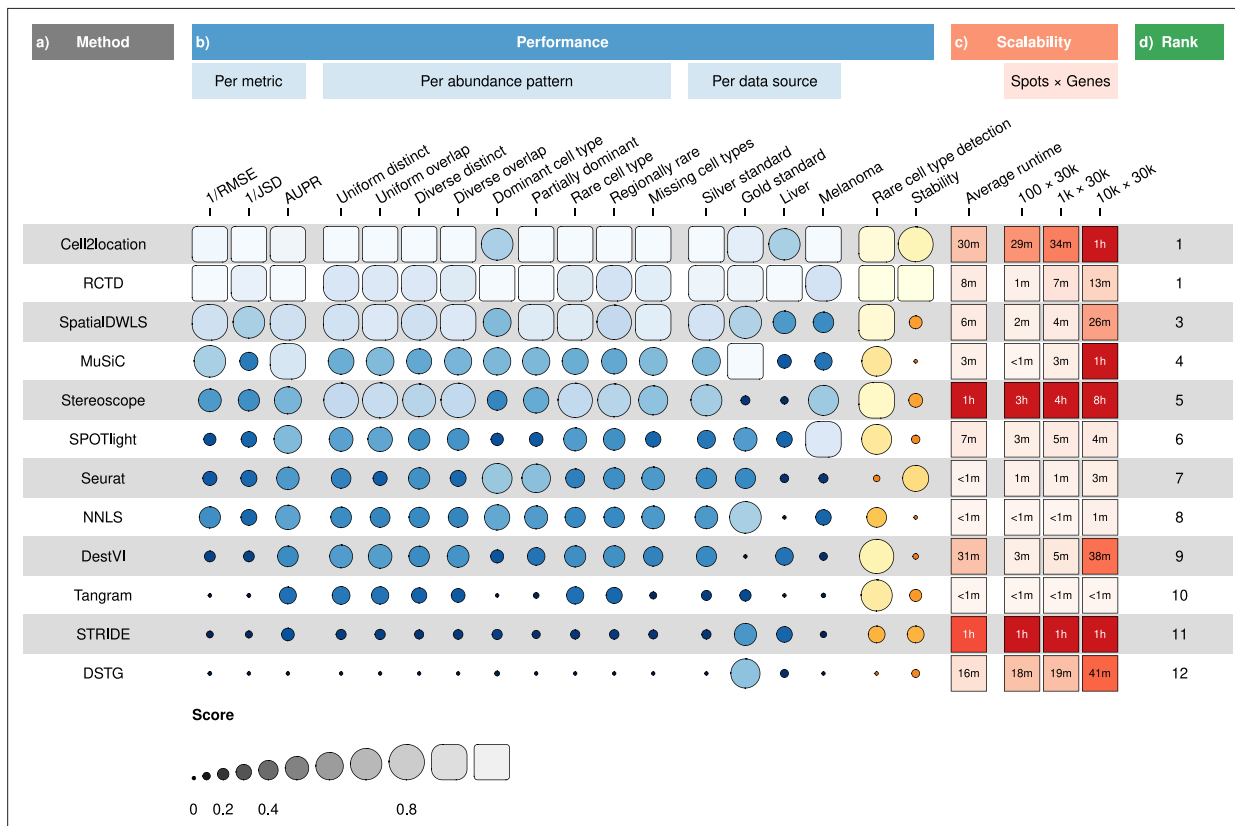 a) Method b) Performance c) Scalability d) Rank
Per metric Per abundance pattern Per data source Spots × Genes
1/RMSE
1/JSD
AUPR
Uniform distinct
Uniform overlap
Diverse distinct
Diverse overlap
Dominant cell type
Partially dominant
Rare cell type
Regionally rare
Missing cell types
Silver standard
Gold standard
Liver
Melanoma
Rare cell type detection
Stability
Average runtime
100 × 30k
1k × 30k
10k × 30k
Cell2location 30m 29m 34m 1h 1
RCTD 8m 1m 7m 13m 1
SpatialDWLS 6m 2m 4m 26m 3
MuSiC 3m <1m 3m 1h 4
Stereoscope 1h 3h 4h 8h 5
SPOTlight 7m 3m 5m 4m 6
Seurat <1m 1m 1m 3m 7
NNLS <1m <1m <1m 1m 8
DestVI 31m 3m 5m 38m 9
Tangram <1m <1m <1m <1m 10
STRIDE 1h 1h 1h 1h 11
DSTG 16m 18m 19m 41m 12
Score
0 0.2 0.4 0.8